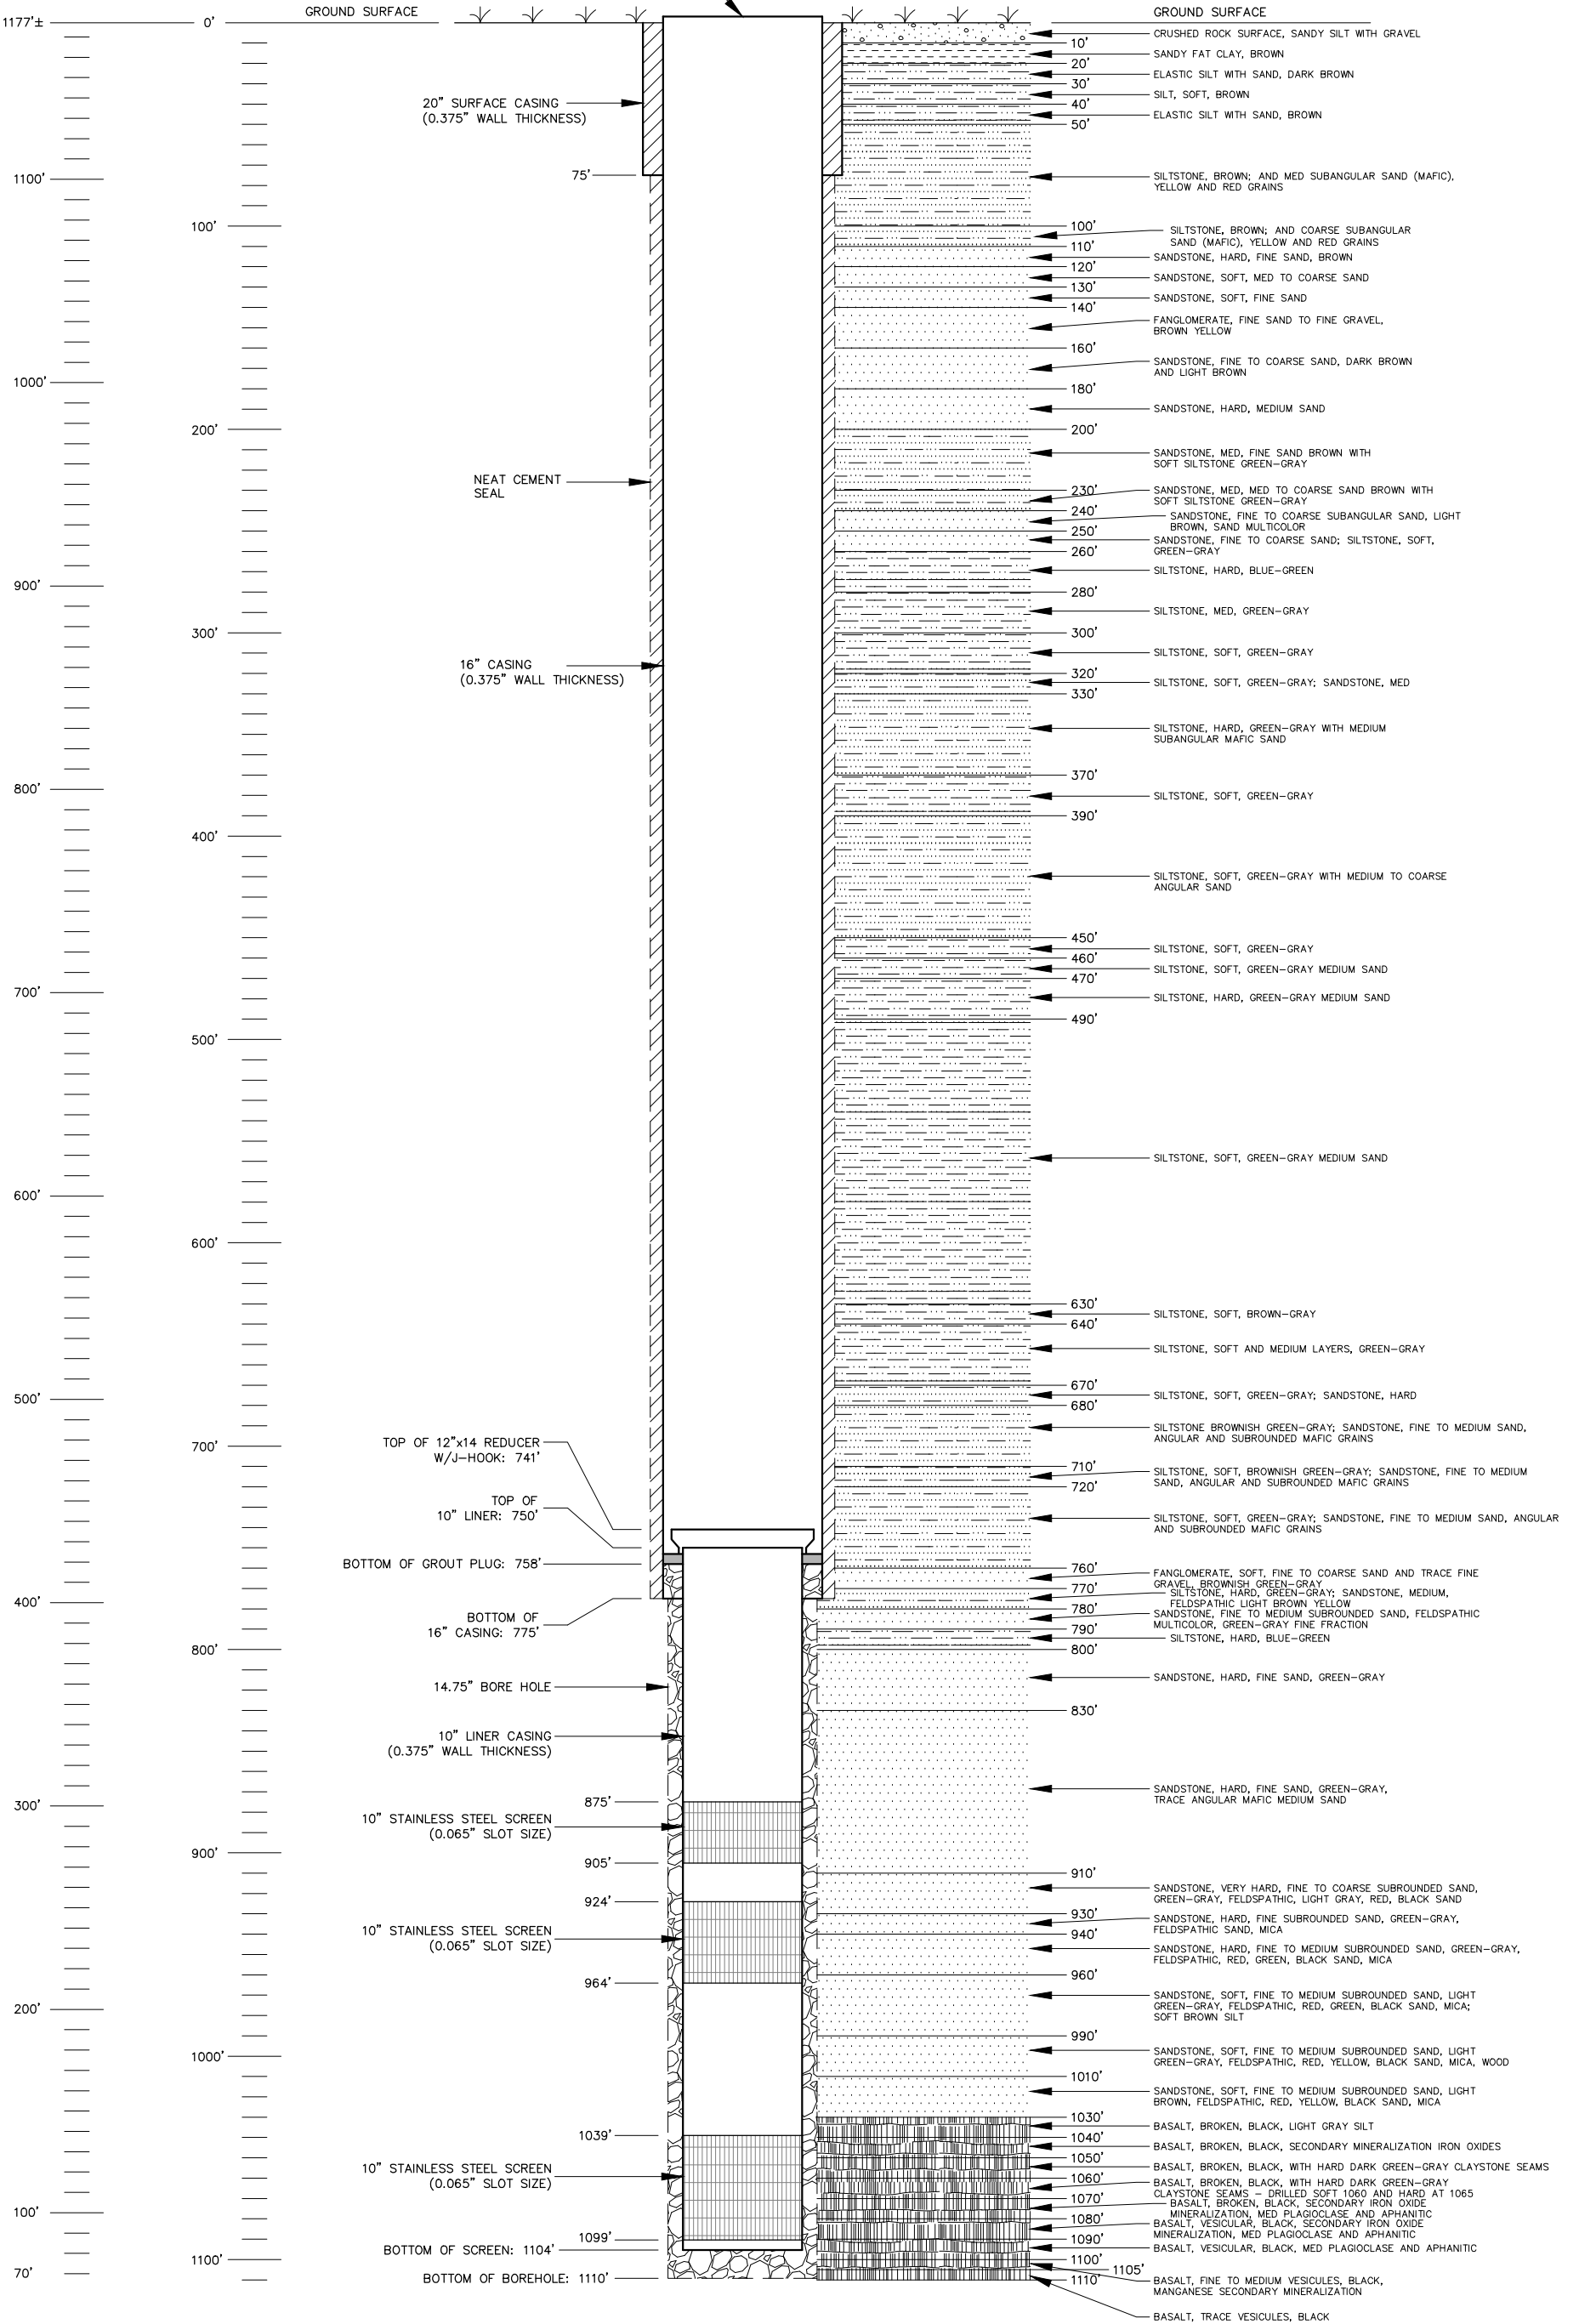 GROUND SURFACE
GROUND SURFACE
1177'±
1100'
1000'
900'
800'
700'
600'
500'
400'
300'
200'
100'
70'
0'
100'
200'
300'
400'
500'
600'
700'
800'
900'
1000'
1100'
20" SURFACE CASING
(0.375" WALL THICKNESS)
75'
NEAT CEMENT
SEAL
16" CASING
(0.375" WALL THICKNESS)
TOP OF 12"x14 REDUCER
W/J-HOOK: 741'
TOP OF
10" LINER: 750'
BOTTOM OF GROUT PLUG: 758'
BOTTOM OF
16" CASING: 775'
14.75" BORE HOLE
10" LINER CASING
(0.375" WALL THICKNESS)
875'
10" STAINLESS STEEL SCREEN
(0.065" SLOT SIZE)
905'
924'
10" STAINLESS STEEL SCREEN
(0.065" SLOT SIZE)
964'
1039'
10" STAINLESS STEEL SCREEN
(0.065" SLOT SIZE)
1099'
BOTTOM OF SCREEN: 1104'
BOTTOM OF BOREHOLE: 1110'
CRUSHED ROCK SURFACE, SANDY SILT WITH GRAVEL
10'
SANDY FAT CLAY, BROWN
20'
ELASTIC SILT WITH SAND, DARK BROWN
30'
SILT, SOFT, BROWN
40'
ELASTIC SILT WITH SAND, BROWN
50'
SILTSTONE, BROWN; AND MED SUBANGULAR SAND (MAFIC),
YELLOW AND RED GRAINS
100'
SILTSTONE, BROWN; AND COARSE SUBANGULAR
SAND (MAFIC), YELLOW AND RED GRAINS
110'
SANDSTONE, HARD, FINE SAND, BROWN
120'
SANDSTONE, SOFT, MED TO COARSE SAND
130'
SANDSTONE, SOFT, FINE SAND
140'
FANGLOMERATE, FINE SAND TO FINE GRAVEL,
BROWN YELLOW
160'
SANDSTONE, FINE TO COARSE SAND, DARK BROWN
AND LIGHT BROWN
180'
SANDSTONE, HARD, MEDIUM SAND
200'
SANDSTONE, MED, FINE SAND BROWN WITH
SOFT SILTSTONE GREEN-GRAY
230'
SANDSTONE, MED, MED TO COARSE SAND BROWN WITH
SOFT SILTSTONE GREEN-GRAY
240'
SANDSTONE, FINE TO COARSE SUBANGULAR SAND, LIGHT
BROWN, SAND MULTICOLOR
250'
SANDSTONE, FINE TO COARSE SAND; SILTSTONE, SOFT,
GREEN-GRAY
260'
SILTSTONE, HARD, BLUE-GREEN
280'
SILTSTONE, MED, GREEN-GRAY
300'
SILTSTONE, SOFT, GREEN-GRAY
320'
SILTSTONE, SOFT, GREEN-GRAY; SANDSTONE, MED
330'
SILTSTONE, HARD, GREEN-GRAY WITH MEDIUM
SUBANGULAR MAFIC SAND
370'
SILTSTONE, SOFT, GREEN-GRAY
390'
SILTSTONE, SOFT, GREEN-GRAY WITH MEDIUM TO COARSE
ANGULAR SAND
450'
SILTSTONE, SOFT, GREEN-GRAY
460'
SILTSTONE, SOFT, GREEN-GRAY MEDIUM SAND
470'
SILTSTONE, HARD, GREEN-GRAY MEDIUM SAND
490'
SILTSTONE, SOFT, GREEN-GRAY MEDIUM SAND
630'
SILTSTONE, SOFT, BROWN-GRAY
640'
SILTSTONE, SOFT AND MEDIUM LAYERS, GREEN-GRAY
670'
SILTSTONE, SOFT, GREEN-GRAY; SANDSTONE, HARD
680'
SILTSTONE BROWNISH GREEN-GRAY; SANDSTONE, FINE TO MEDIUM SAND,
ANGULAR AND SUBROUNDED MAFIC GRAINS
710'
SILTSTONE, SOFT, BROWNISH GREEN-GRAY; SANDSTONE, FINE TO MEDIUM
SAND, ANGULAR AND SUBROUNDED MAFIC GRAINS
720'
SILTSTONE, SOFT, GREEN-GRAY; SANDSTONE, FINE TO MEDIUM SAND, ANGULAR
AND SUBROUNDED MAFIC GRAINS
760'
FANGLOMERATE, SOFT, FINE TO COARSE SAND AND TRACE FINE
GRAVEL, BROWNISH GREEN-GRAY
770'
SILTSTONE, HARD, GREEN-GRAY; SANDSTONE, MEDIUM,
FELDSPATHIC LIGHT BROWN YELLOW
780'
SANDSTONE, FINE TO MEDIUM SUBROUNDED SAND, FELDSPATHIC
MULTICOLOR, GREEN-GRAY FINE FRACTION
790'
SILTSTONE, HARD, BLUE-GREEN
800'
SANDSTONE, HARD, FINE SAND, GREEN-GRAY
830'
SANDSTONE, HARD, FINE SAND, GREEN-GRAY,
TRACE ANGULAR MAFIC MEDIUM SAND
910'
SANDSTONE, VERY HARD, FINE TO COARSE SUBROUNDED SAND,
GREEN-GRAY, FELDSPATHIC, LIGHT GRAY, RED, BLACK SAND
930'
SANDSTONE, HARD, FINE SUBROUNDED SAND, GREEN-GRAY,
FELDSPATHIC SAND, MICA
940'
SANDSTONE, HARD, FINE TO MEDIUM SUBROUNDED SAND, GREEN-GRAY,
FELDSPATHIC, RED, GREEN, BLACK SAND, MICA
960'
SANDSTONE, SOFT, FINE TO MEDIUM SUBROUNDED SAND, LIGHT
GREEN-GRAY, FELDSPATHIC, RED, GREEN, BLACK SAND, MICA;
SOFT BROWN SILT
990'
SANDSTONE, SOFT, FINE TO MEDIUM SUBROUNDED SAND, LIGHT
GREEN-GRAY, FELDSPATHIC, RED, YELLOW, BLACK SAND, MICA, WOOD
1010'
SANDSTONE, SOFT, FINE TO MEDIUM SUBROUNDED SAND, LIGHT
BROWN, FELDSPATHIC, RED, YELLOW, BLACK SAND, MICA
1030'
BASALT, BROKEN, BLACK, LIGHT GRAY SILT
1040'
BASALT, BROKEN, BLACK, SECONDARY MINERALIZATION IRON OXIDES
1050'
BASALT, BROKEN, BLACK, WITH HARD DARK GREEN-GRAY CLAYSTONE SEAMS
1060'
BASALT, BROKEN, BLACK, WITH HARD DARK GREEN-GRAY
CLAYSTONE SEAMS - DRILLED SOFT 1060 AND HARD AT 1065
1070'
BASALT, BROKEN, BLACK, SECONDARY IRON OXIDE
MINERALIZATION, MED PLAGIOCLASE AND APHANITIC
1080'
BASALT, VESICULAR, BLACK, SECONDARY IRON OXIDE
MINERALIZATION, MED PLAGIOCLASE AND APHANITIC
1090'
BASALT, VESICULAR, BLACK, MED PLAGIOCLASE AND APHANITIC
1100'
1105'
1110'
BASALT, FINE TO MEDIUM VESICULES, BLACK,
MANGANESE SECONDARY MINERALIZATION
BASALT, TRACE VESICULES, BLACK